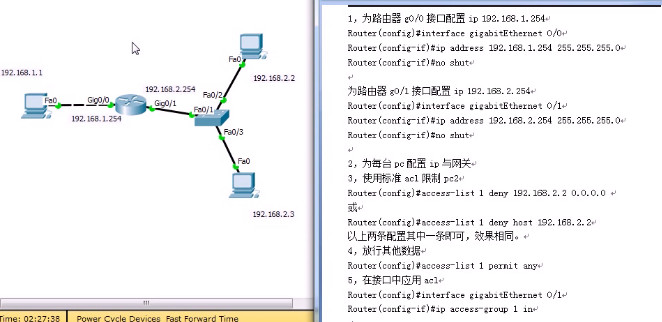 Fa0
192.168.2.2
192.168.1.1
Fa0/2
192.168.2.254
Fa0
Gig0/0
Gig0/1
Fa0/1
192.168.1.254
Fa0/3
Fa0
192.168.2.3
Time: 02:27:38
Power Cycle Devices Fast Forward Time
1，为路由器 g0/0 接口配置 ip 192.168.1.254
Router(config)#interface gigabitEthernet 0/0
Router(config-if)#ip address 192.168.1.254 255.255.255.0
Router(config-if)#no shut
为路由器 g0/1 接口配置 ip 192.168.2.254
Router(config)#interface gigabitEthernet 0/1
Router(config-if)#ip address 192.168.2.254 255.255.255.0
Router(config-if)#no shut
2，为每台 pc 配置 ip 与网关
3，使用标准 acl 限制 pc2
Router(config)#access-list 1 deny 192.168.2.2 0.0.0.0
或
Router(config)#access-list 1 deny host 192.168.2.2
以上两条配置其中一条即可，效果相同。
4，放行其他数据
Router(config)#access-list 1 permit any
5，在接口中应用 acl
Router(config)#interface gigabitEthernet 0/1
Router(config-if)#ip access-group 1 in